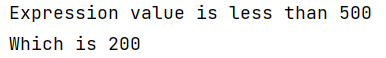 Expression value is less than 500
Which is 200